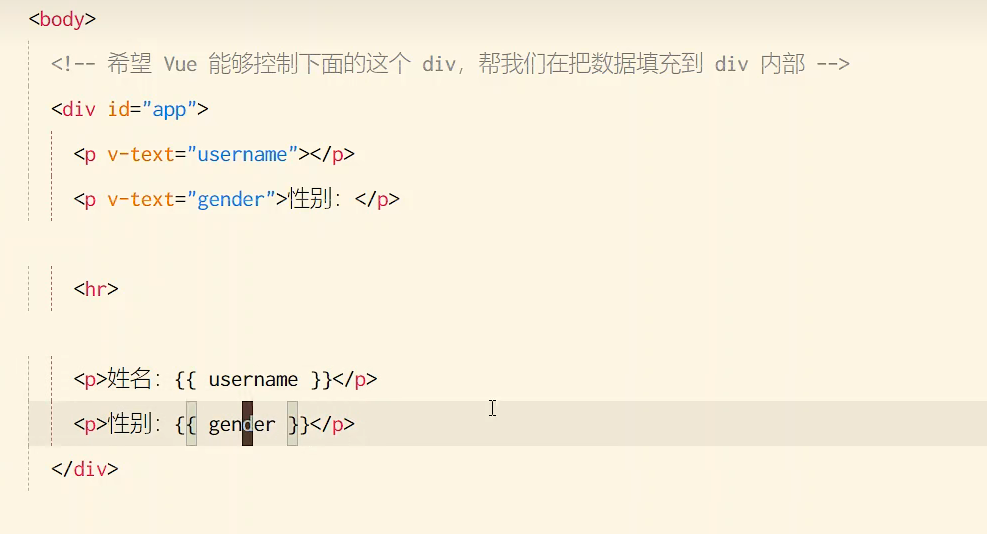 <body>
<!-- 希望 Vue 能够控制下面的这个 div，帮我们在把数据填充到 div 内部 -->
<div id="app">
<p v-text="username"></p>
<p v-text="gender">性别：</p>
<hr>
<p>姓名：{{ username }}</p>
<p>性别：{{ gender }}</p>
</div>